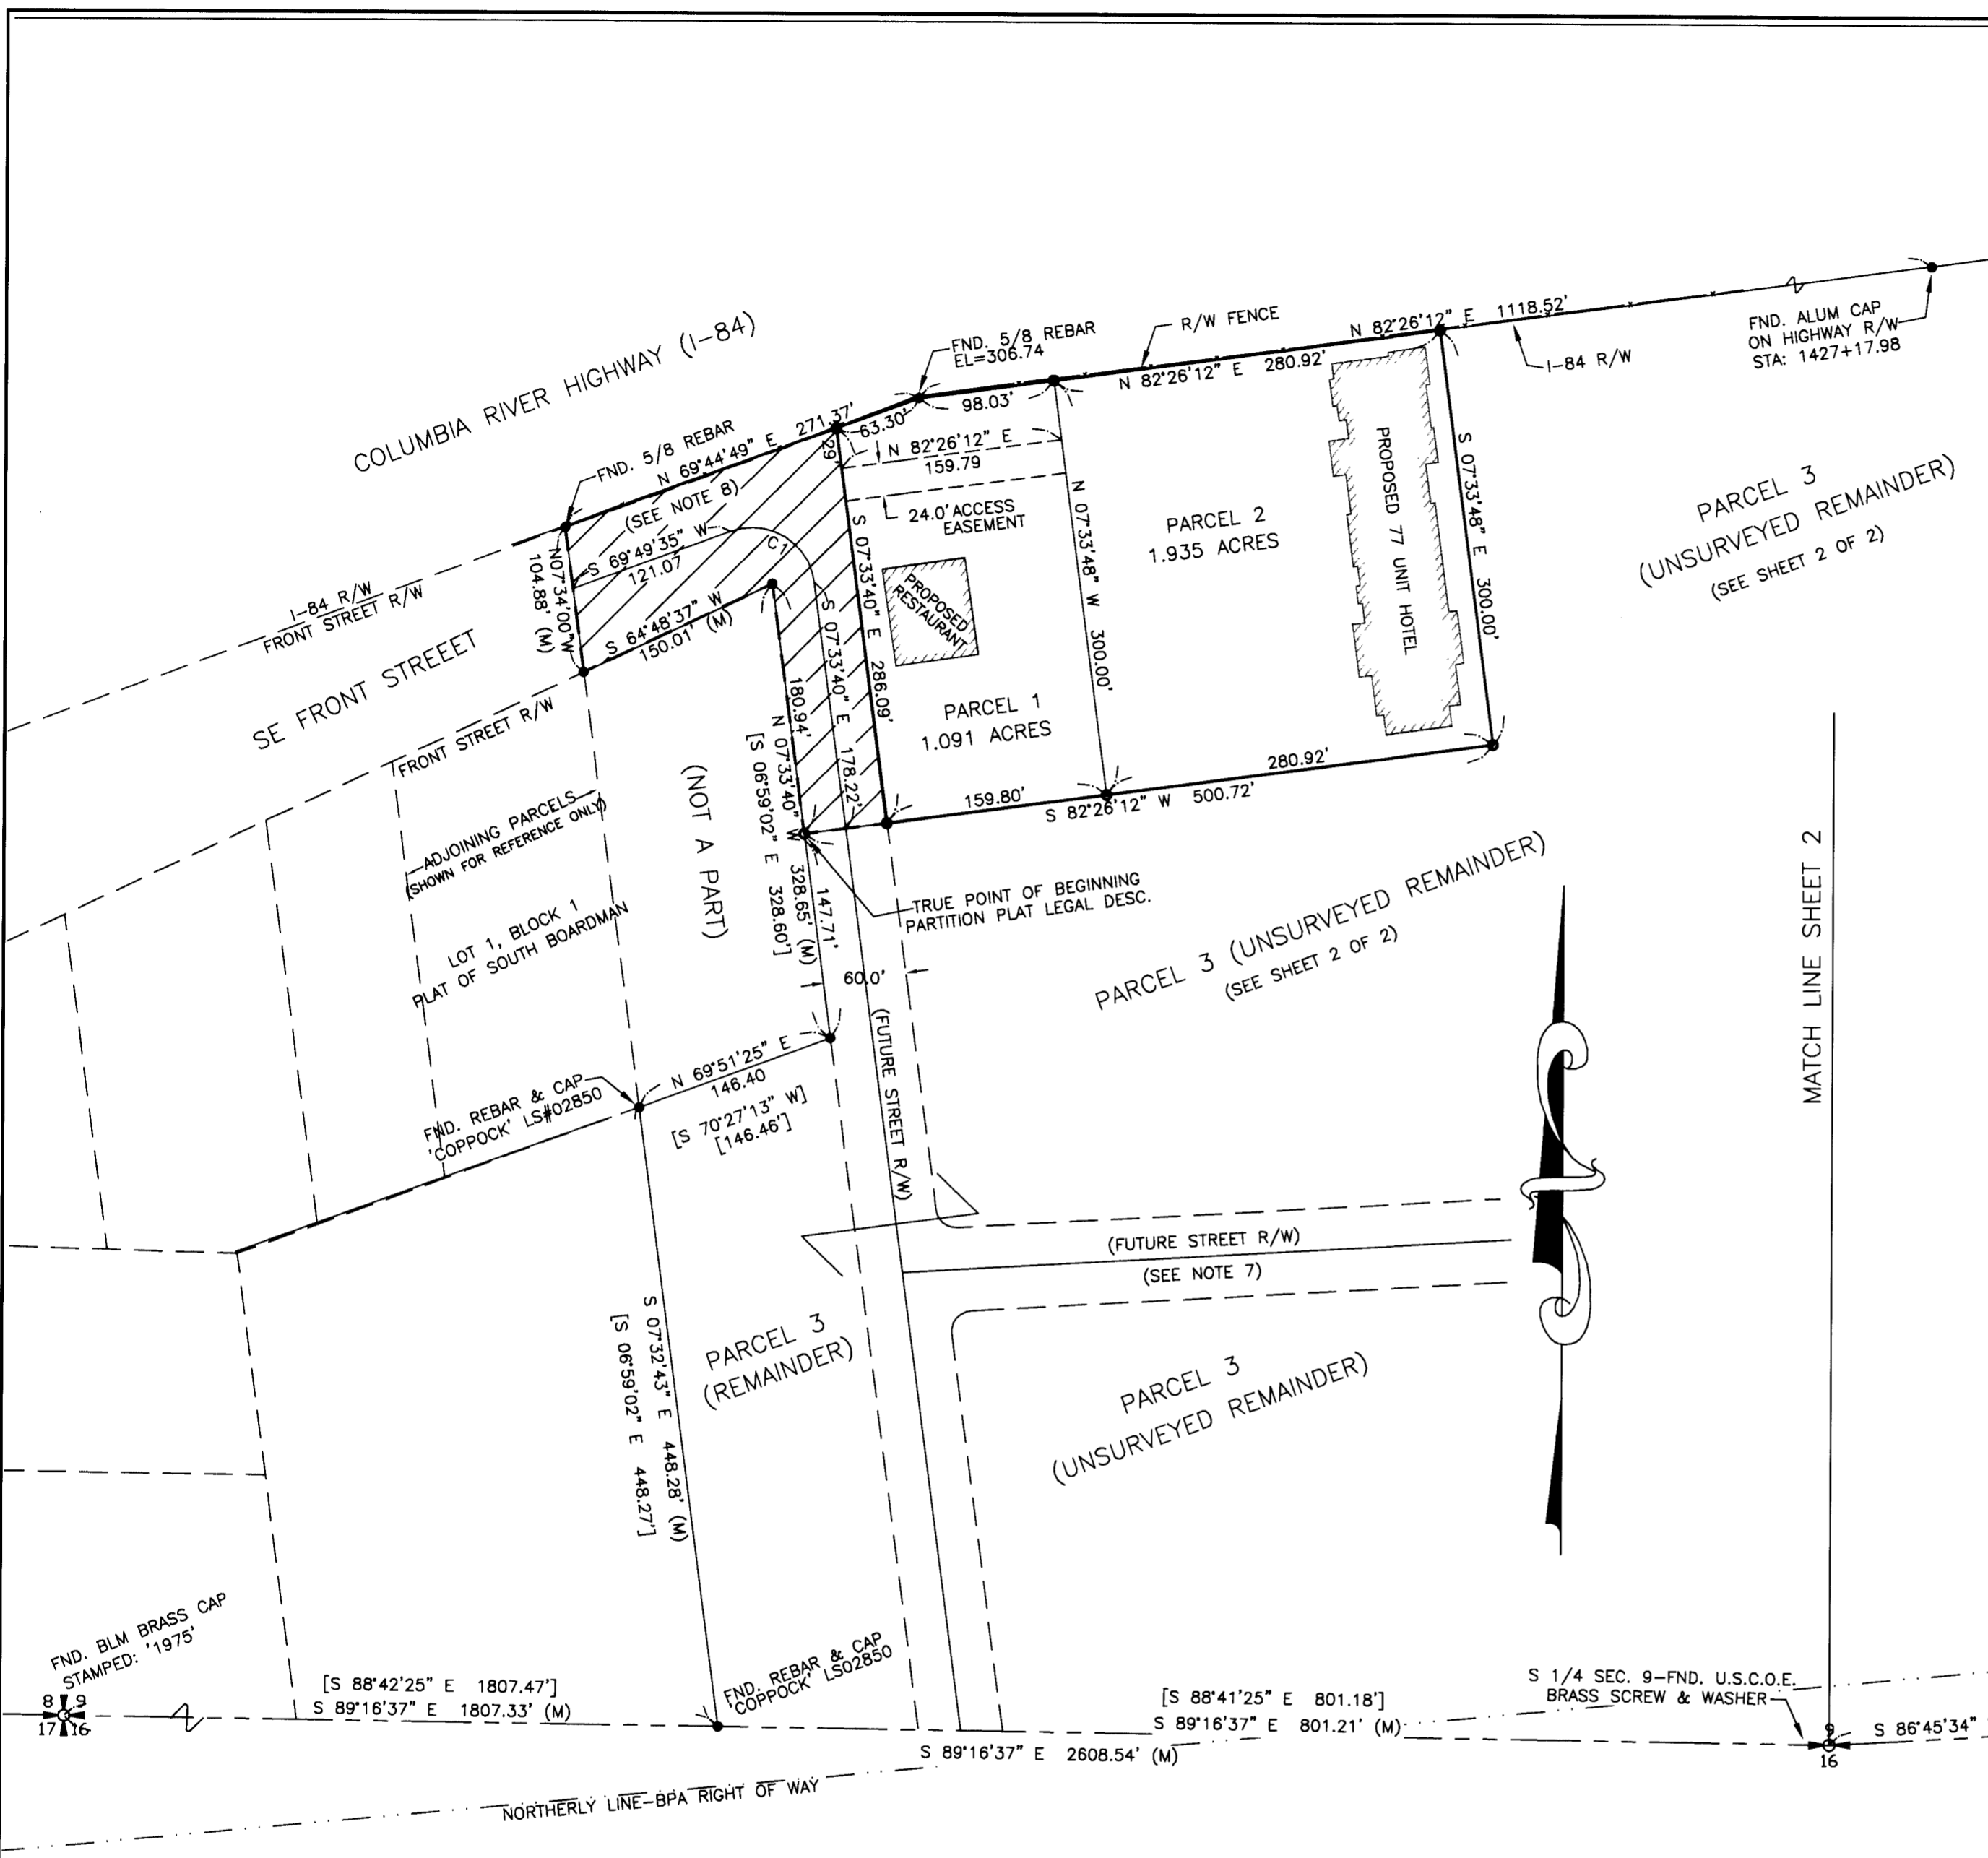 COLUMBIA RIVER HIGHWAY (I-84)
FND. 5/8 REBAR
EL=306.74
R/W FENCE
N 82°26'12" E 1118.52'
FND. ALUM CAP
ON HIGHWAY R/W
STA: 1427+17.98
I-84 R/W
N 82°26'12" E 280.92'
98.03'
63.30'
FND. 5/8 REBAR
N 69°44'49" E 271.37'
(SEE NOTE 8)
29'
N 82°26'12" E
159.79
24.0' ACCESS
EASEMENT
S 69°49'35" W
121.07
C1
N07°34'00"W
104.88' (M)
S 64°48'37" W
150.01' (M)
I-84 R/W
FRONT STREET R/W
SE FRONT STREEET
FRONT STREET R/W
S 07°33'40" E 286.09'
S 07°33'40" E 178.22'
180.94'
N 07°33'40" W 328.65' (M)
[S 06°59'02" E 328.60']
147.71'
PROPOSED
RESTAURANT
PARCEL 1
1.091 ACRES
N 07°33'48" W 300.00'
PARCEL 2
1.935 ACRES
PROPOSED 77 UNIT HOTEL
S 07°33'48" E 300.00'
PARCEL 3
(UNSURVEYED REMAINDER)
(SEE SHEET 2 OF 2)
159.80'
280.92'
S 82°26'12" W 500.72'
(NOT A PART)
ADJOINING PARCELS
(SHOWN FOR REFERENCE ONLY)
LOT 1, BLOCK 1
PLAT OF SOUTH BOARDMAN
TRUE POINT OF BEGINNING
PARTITION PLAT LEGAL DESC.
60.0'
(FUTURE STREET R/W)
PARCEL 3 (UNSURVEYED REMAINDER)
(SEE SHEET 2 OF 2)
MATCH LINE SHEET 2
N 69°51'25" E
146.40
[S 70°27'13" W]
[146.46']
FND. REBAR & CAP
'COPPOCK' LS#02850
(FUTURE STREET R/W)
(SEE NOTE 7)
S 07°32'43" E 448.28' (M)
[S 06°59'02" E 448.27']
PARCEL 3
(REMAINDER)
PARCEL 3
(UNSURVEYED REMAINDER)
FND. BLM BRASS CAP
STAMPED: '1975'
8 9
17 16
[S 88°42'25" E 1807.47']
S 89°16'37" E 1807.33' (M)
FND. REBAR & CAP
'COPPOCK' LS02850
[S 88°41'25" E 801.18']
S 89°16'37" E 801.21' (M)
S 89°16'37" E 2608.54' (M)
S 1/4 SEC. 9-FND. U.S.C.O.E.
BRASS SCREW & WASHER
9
16
S 86°45'34"
NORTHERLY LINE-BPA RIGHT OF WAY